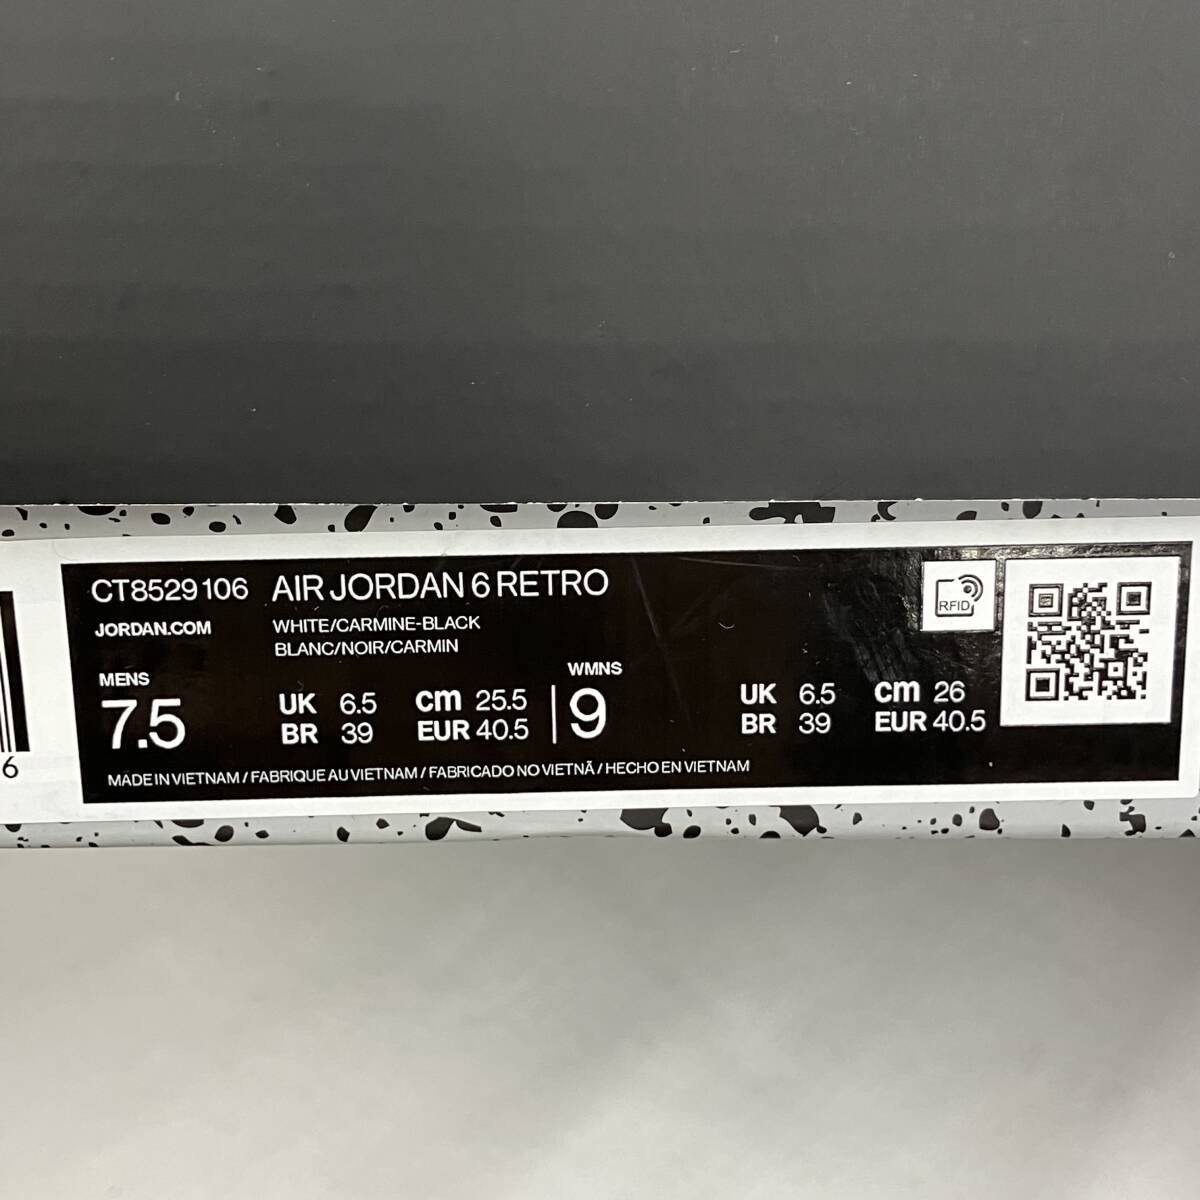 CT8529 106 AIR JORDAN 6 RETRO
JORDAN.COM
WHITE/CARMINE-BLACK
BLANC/NOIR/CARMIN
RFID
MENS
7.5
UK 6.5 cm 25.5
BR 39 EUR 40.5
WMNS
9
UK 6.5 cm 26
BR 39 EUR 40.5
MADE IN VIETNAM / FABRIQUE AU VIETNAM / FABRICADO NO VIETNÃ / HECHO EN VIETNAM
6